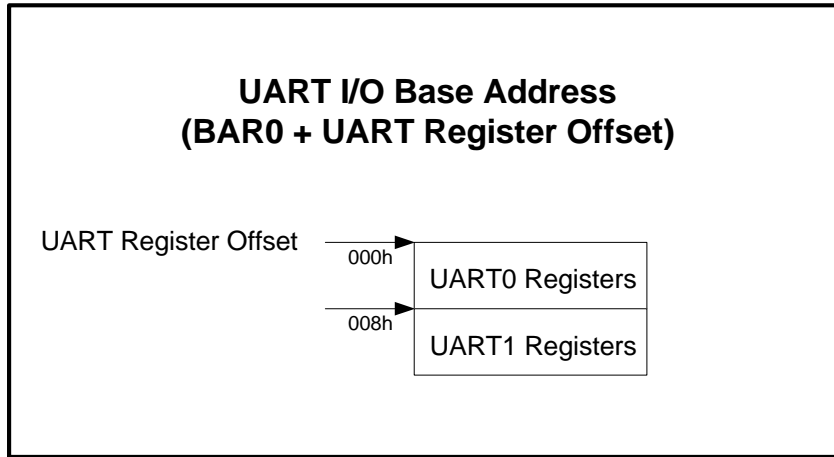 UART I/O Base Address
(BAR0 + UART Register Offset)
UART Register Offset
000h
UART0 Registers
008h
UART1 Registers